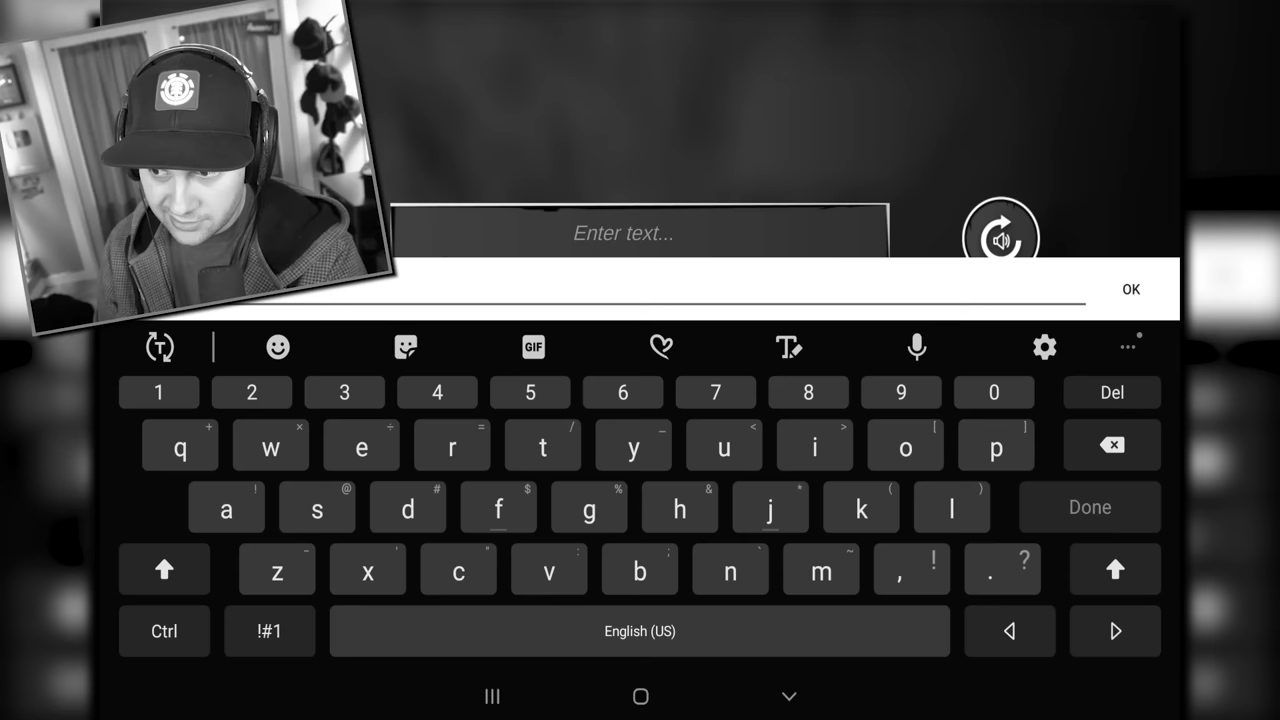 Enter text...
OK
GIF
1 2 3 4 5 6 7 8 9 0 Del
+ × ÷ = / _ < > [ ]
q w e r t y u i o p
! @ # $ % & * ( )
a s d f g h j k l Done
- ' " : ; ` ~ ! ?
z x c v b n m , .
Ctrl !#1 English (US)